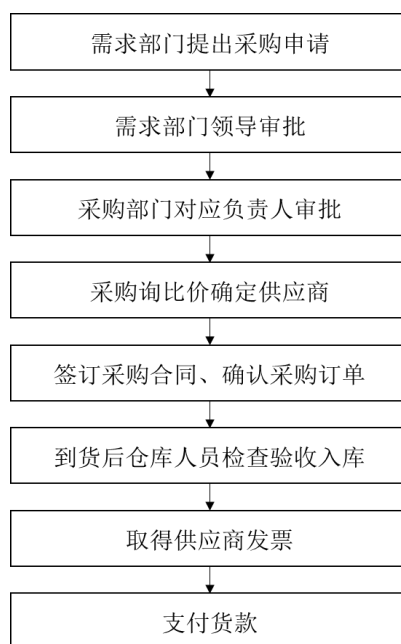 需求部门提出采购申请
需求部门领导审批
采购部门对应负责人审批
采购询比价确定供应商
签订采购合同、确认采购订单
到货后仓库人员检查验收入库
取得供应商发票
支付货款